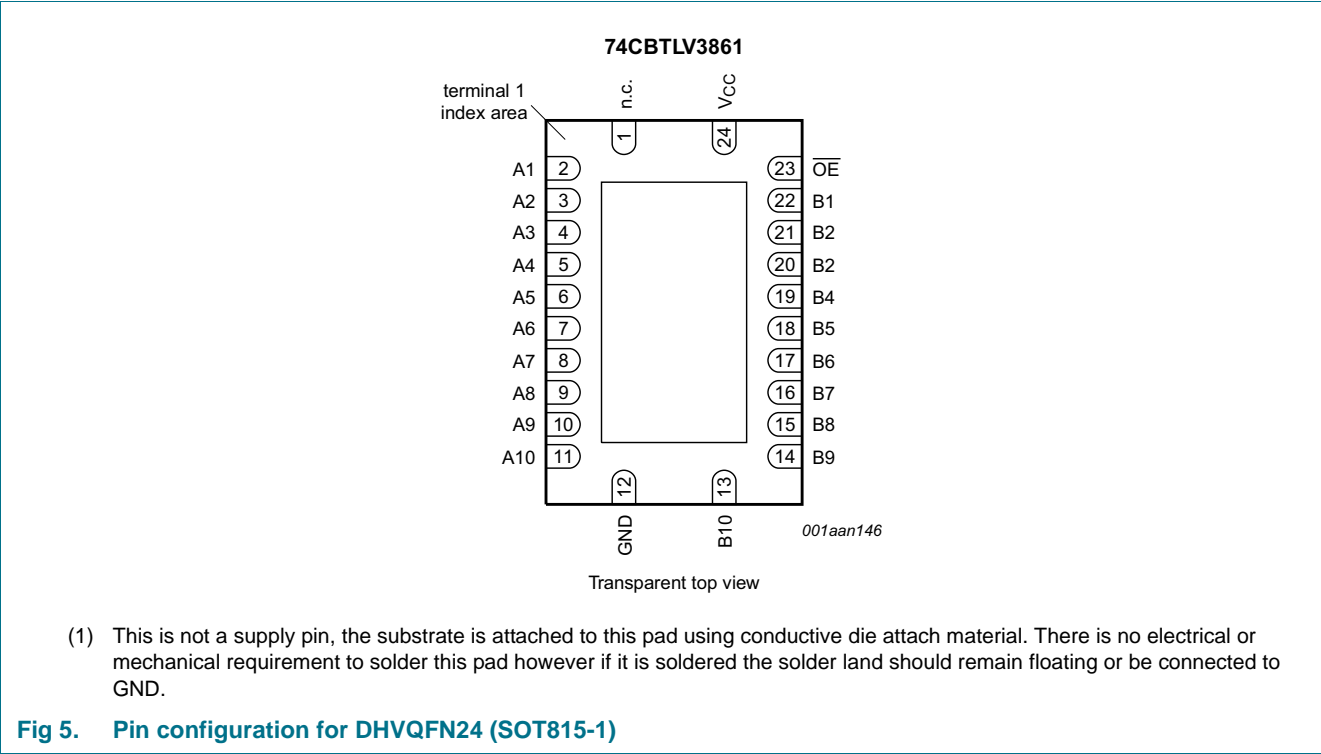 74CBTLV3861
terminal 1
index area
n.c.
VCC
1
24
A1 2 23 OE
A2 3 22 B1
A3 4 21 B2
A4 5 20 B2
A5 6 19 B4
A6 7 18 B5
A7 8 17 B6
A8 9 16 B7
A9 10 15 B8
A10 11 14 B9
12
13
GND
B10
001aan146
Transparent top view
(1) This is not a supply pin, the substrate is attached to this pad using conductive die attach material. There is no electrical or
mechanical requirement to solder this pad however if it is soldered the solder land should remain floating or be connected to
GND.
Fig 5. Pin configuration for DHVQFN24 (SOT815-1)